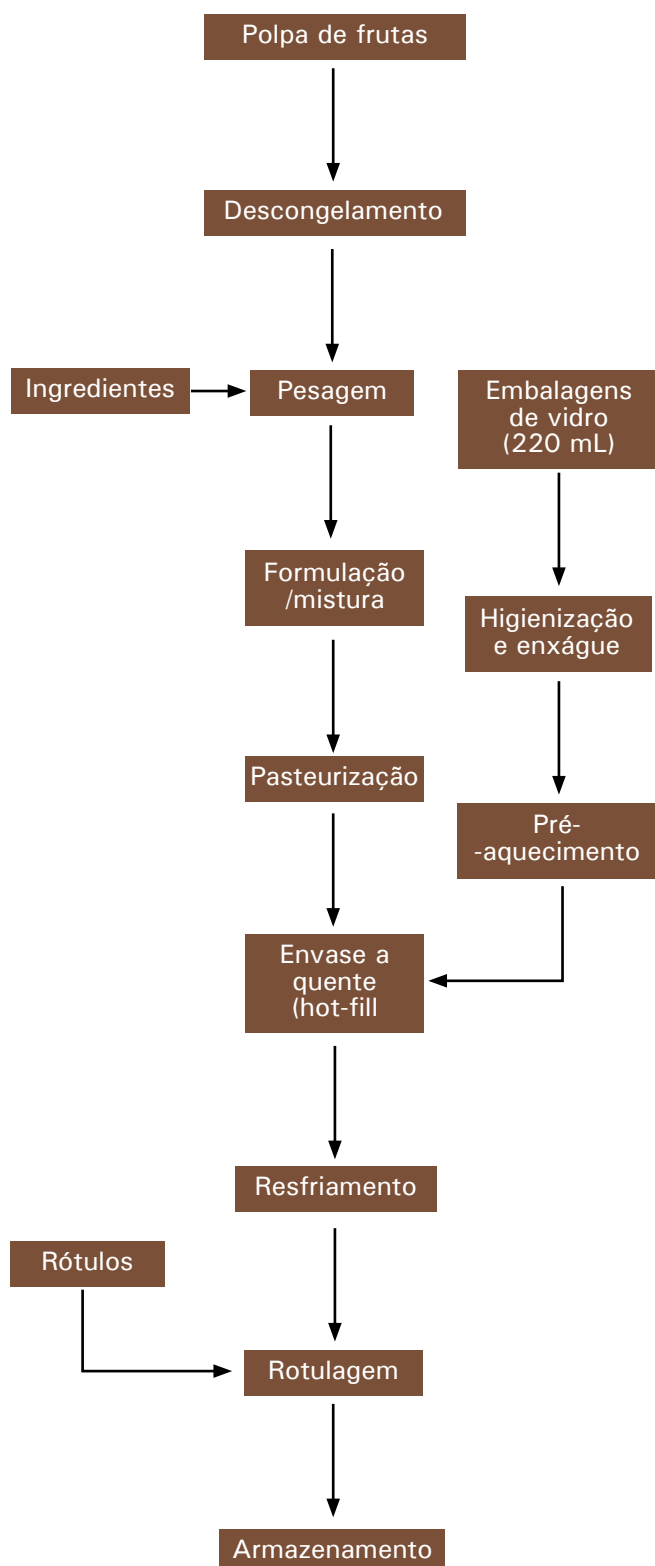 Polpa de frutas
Descongelamento
Ingredientes
Pesagem
Embalagens
de vidro
(220 mL)
Formulação
/mistura
Higienização
e enxágue
Pasteurização
Pré-
-aquecimento
Envase a
quente
(hot-fill
Resfriamento
Rótulos
Rotulagem
Armazenamento